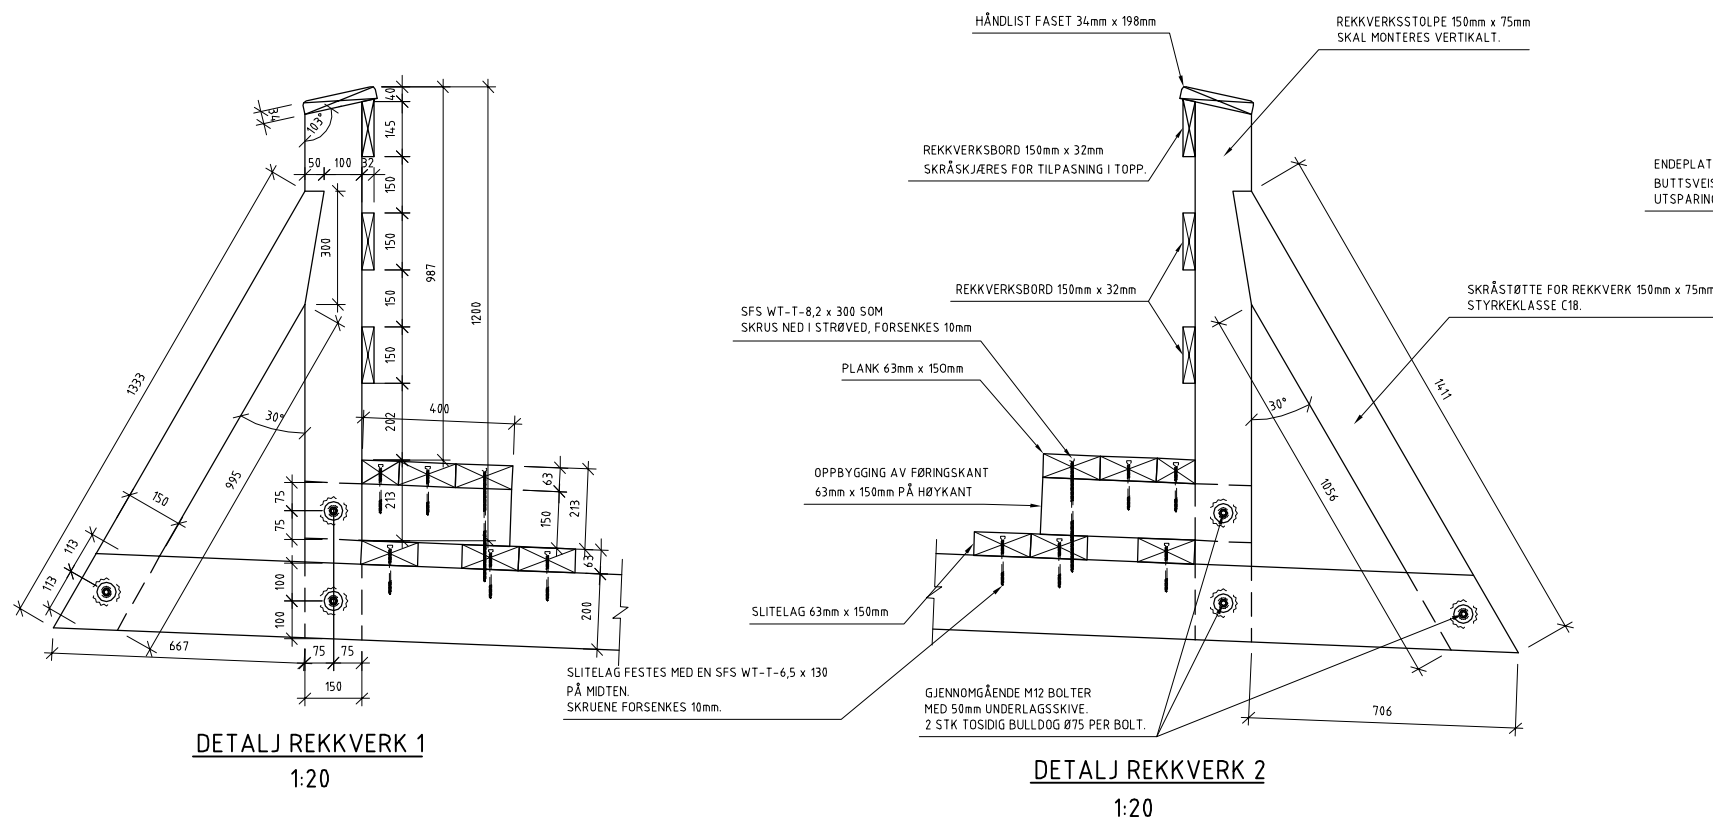 HÅNDLIST FASET 34mm x 198mm
REKKVERKSSTOLPE 150mm x 75mm
SKAL MONTERES VERTIKALT.
REKKVERKSBORD 150mm x 32mm
SKRÅSKJÆRES FOR TILPASNING I TOPP.
ENDEPLAT
BUTTSVEIS
UTSPARING
REKKVERKSBORD 150mm x 32mm
SKRÅSTØTTE FOR REKKVERK 150mm x 75mm
STYRKEKLASSE C18.
SFS WT-T-8,2 x 300 SOM
SKRUS NED I STRØVED, FORSENKES 10mm
PLANK 63mm x 150mm
OPPBYGGING AV FØRINGSKANT
63mm x 150mm PÅ HØYKANT
SLITELAG 63mm x 150mm
SLITELAG FESTES MED EN SFS WT-T-6,5 x 130
PÅ MIDTEN.
SKRUENE FORSENKES 10mm.
GJENNOMGÅENDE M12 BOLTER
MED 50mm UNDERLAGSSKIVE.
2 STK TOSIDIG BULLDOG Ø75 PER BOLT.
34
103°
40
145
50 100 32
150
150
150
150
202
213
300
987
1200
1333
30°
995
150
400
63
150
213
63
75
75
100
100
200
113
113
667
75 75
150
DETALJ REKKVERK 1
1:20
1411
30°
1056
706
DETALJ REKKVERK 2
1:20